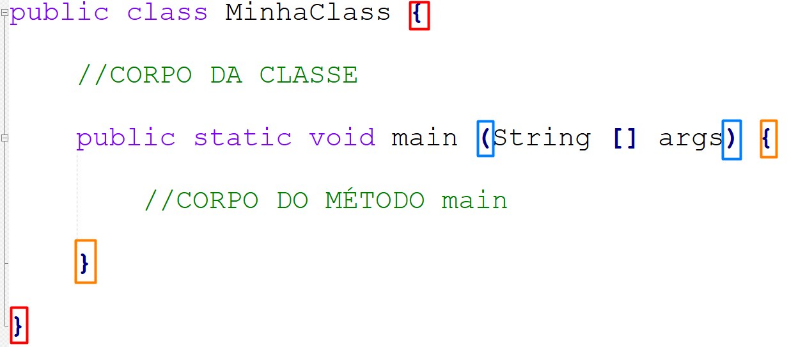 public class MinhaClass {
//CORPO DA CLASSE
public static void main (String [] args) {
//CORPO DO MÉTODO main
}
}